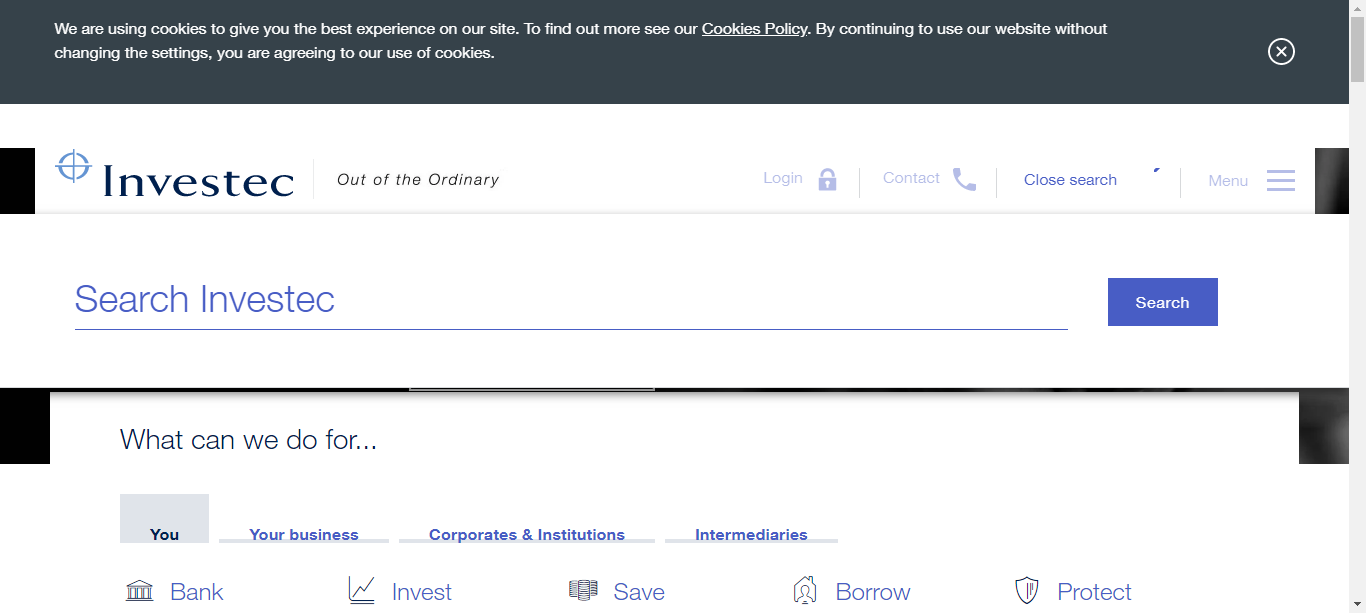 We are using cookies to give you the best experience on our site. To find out more see our Cookies Policy. By continuing to use our website without
changing the settings, you are agreeing to our use of cookies.
Investec
Out of the Ordinary
Login
Contact
Close search
Menu
Search Investec
Search
What can we do for...
You
Your business
Corporates & Institutions
Intermediaries
Bank
Invest
Save
Borrow
Protect